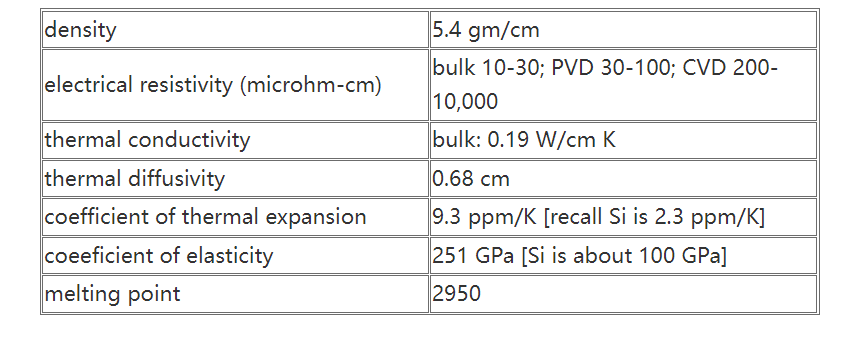 density 5.4 gm/cm
electrical resistivity (microhm-cm) bulk 10-30; PVD 30-100; CVD 200-
10,000
thermal conductivity bulk: 0.19 W/cm K
thermal diffusivity 0.68 cm
coefficient of thermal expansion 9.3 ppm/K [recall Si is 2.3 ppm/K]
coeeficient of elasticity 251 GPa [Si is about 100 GPa]
melting point 2950